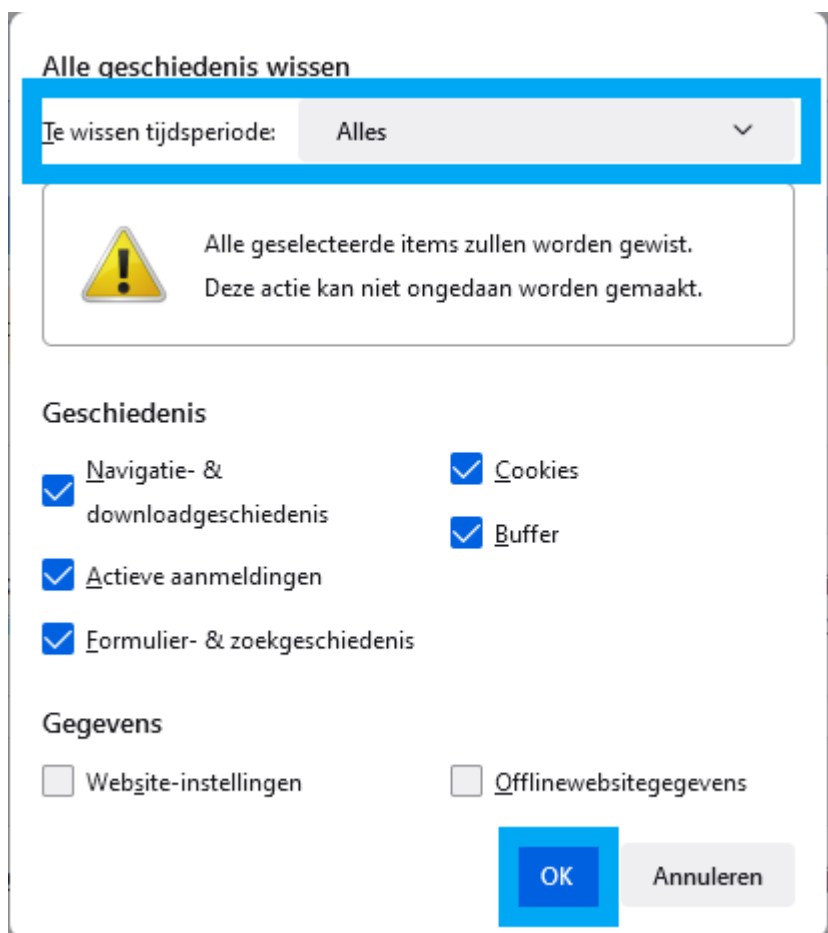 Alle geschiedenis wissen
Te wissen tijdsperiode: Alles
Alle geselecteerde items zullen worden gewist.
Deze actie kan niet ongedaan worden gemaakt.
Geschiedenis
Navigatie- &
downloadgeschiedenis
Cookies
Buffer
Actieve aanmeldingen
Formulier- & zoekgeschiedenis
Gegevens
Website-instellingen
Offlinewebsitegegevens
OK
Annuleren